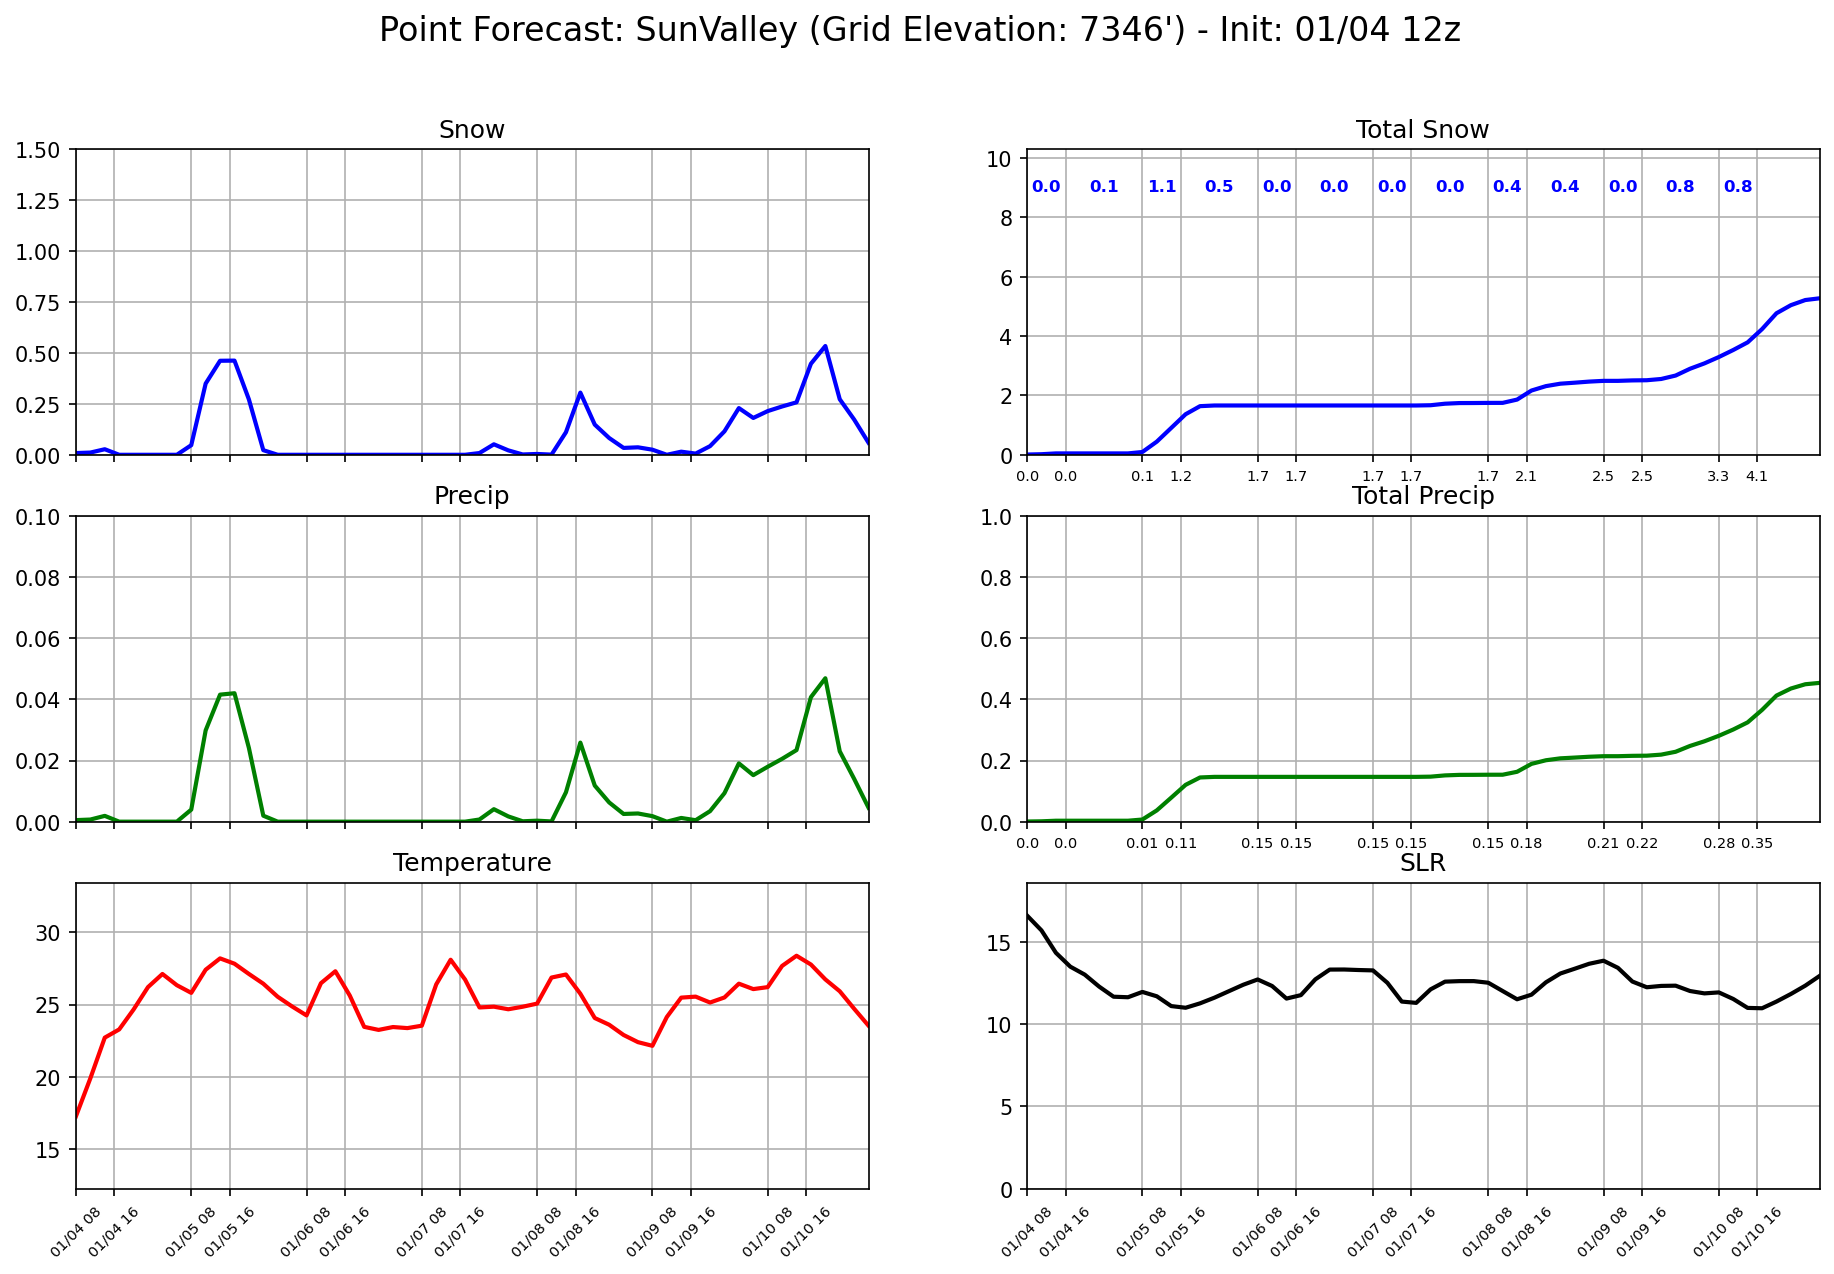 Point Forecast: SunValley (Grid Elevation: 7346') - Init: 01/04 12z
Snow
1.50
1.25
1.00
0.75
0.50
0.25
0.00
Total Snow
10
8
6
4
2
0
0.0 0.1 1.1 0.5 0.0 0.0 0.0 0.0 0.4 0.4 0.0 0.8 0.8
0.0 0.0 0.1 1.2 1.7 1.7 1.7 1.7 1.7 2.1 2.5 2.5 3.3 4.1
Precip
0.10
0.08
0.06
0.04
0.02
0.00
Total Precip
1.0
0.8
0.6
0.4
0.2
0.0
0.0 0.0 0.01 0.11 0.15 0.15 0.15 0.15 0.15 0.18 0.21 0.22 0.28 0.35
Temperature
30
25
20
15
01/04 08 01/04 16 01/05 08 01/05 16 01/06 08 01/06 16 01/07 08 01/07 16 01/08 08 01/08 16 01/09 08 01/09 16 01/10 08 01/10 16
SLR
15
10
5
0
01/04 08 01/04 16 01/05 08 01/05 16 01/06 08 01/06 16 01/07 08 01/07 16 01/08 08 01/08 16 01/09 08 01/09 16 01/10 08 01/10 16